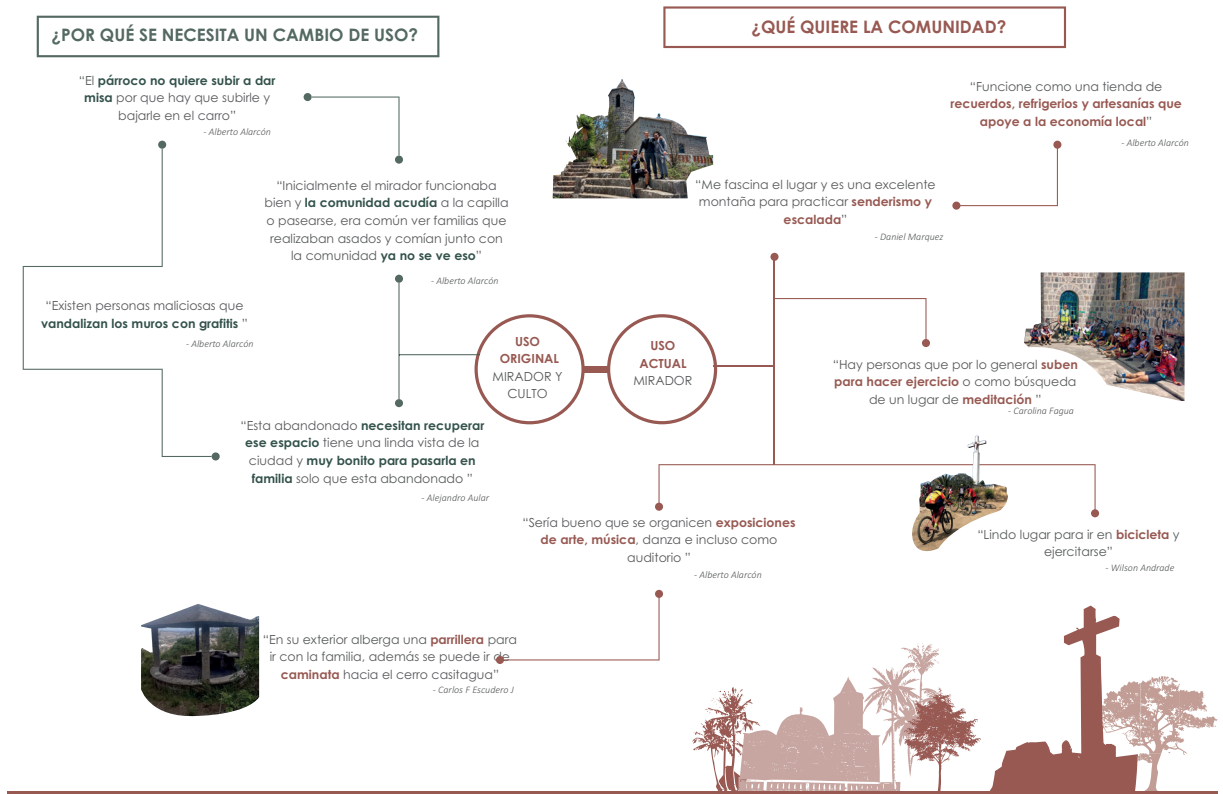 ¿POR QUÉ SE NECESITA UN CAMBIO DE USO?
“El párroco no quiere subir a dar
misa por que hay que subirle y
bajarle en el carro”
- Alberto Alarcón
“Inicialmente el mirador funcionaba
bien y la comunidad acudía a la capilla
o pasearse, era común ver familias que
realizaban asados y comían junto con
la comunidad ya no se ve eso”
- Alberto Alarcón
“Existen personas maliciosas que
vandalizan los muros con grafitis ”
- Alberto Alarcón
“Esta abandonado necesitan recuperar
ese espacio tiene una linda vista de la
ciudad y muy bonito para pasarla en
familia solo que esta abandonado ”
- Alejandro Aular
USO
ORIGINAL
MIRADOR Y
CULTO
USO
ACTUAL
MIRADOR
¿QUÉ QUIERE LA COMUNIDAD?
“Funcione como una tienda de
recuerdos, refrigerios y artesanías que
apoye a la economía local”
- Alberto Alarcón
“Me fascina el lugar y es una excelente
montaña para practicar senderismo y
escalada”
- Daniel Marquez
“Hay personas que por lo general suben
para hacer ejercicio o como búsqueda
de un lugar de meditación ”
- Carolina Fagua
“Lindo lugar para ir en bicicleta y
ejercitarse”
- Wilson Andrade
“Sería bueno que se organicen exposiciones
de arte, música, danza e incluso como
auditorio ”
- Alberto Alarcón
“En su exterior alberga una parrillera para
ir con la familia, además se puede ir de
caminata hacia el cerro casitagua”
- Carlos F Escudero J